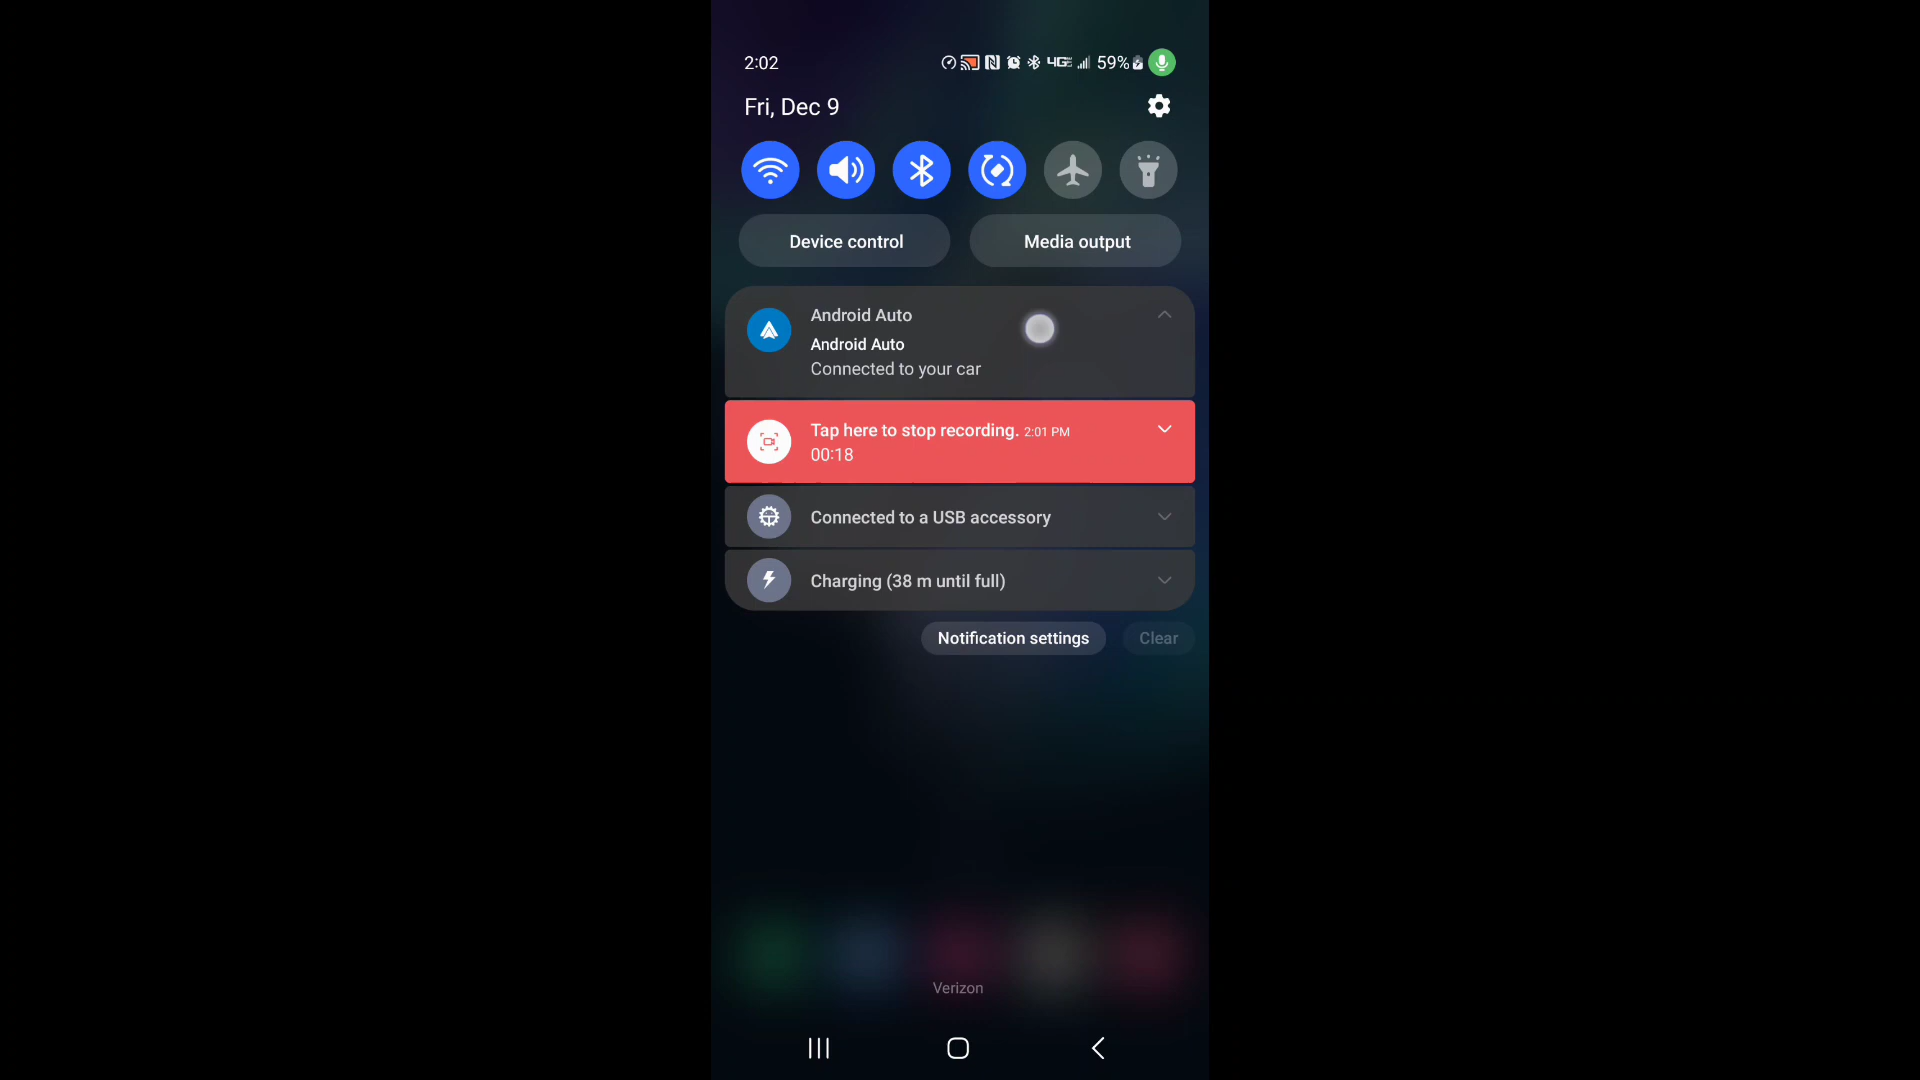 2:02 4G 59%
Fri, Dec 9
Device control Media output
Android Auto
Android Auto
Connected to your car
Tap here to stop recording. 2:01 PM
00:18
Connected to a USB accessory
Charging (38 m until full)
Notification settings Clear
Verizon